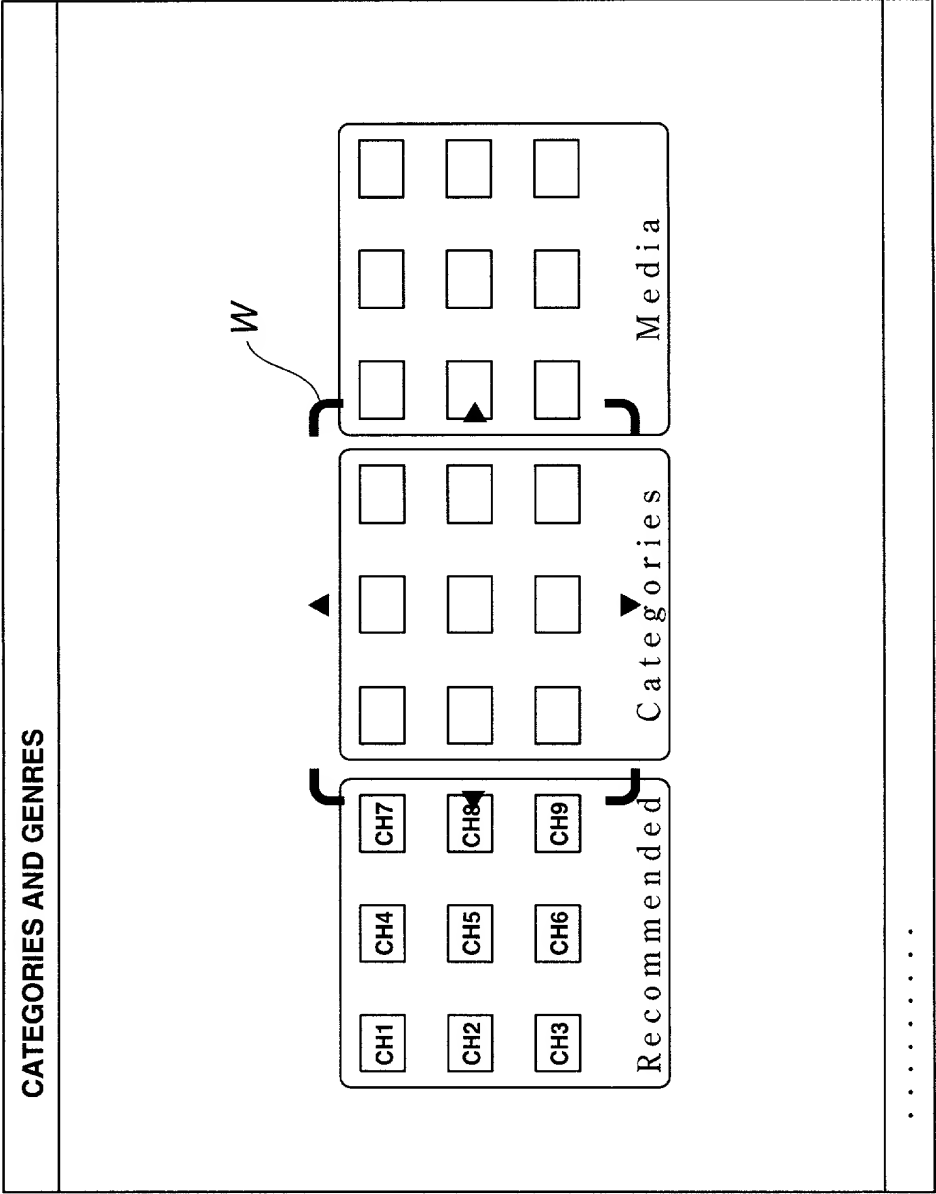 CATEGORIES AND GENRES
W
CH1 CH4 CH7
CH2 CH5 CH8
CH3 CH6 CH9
Recommended Categories Media
..........